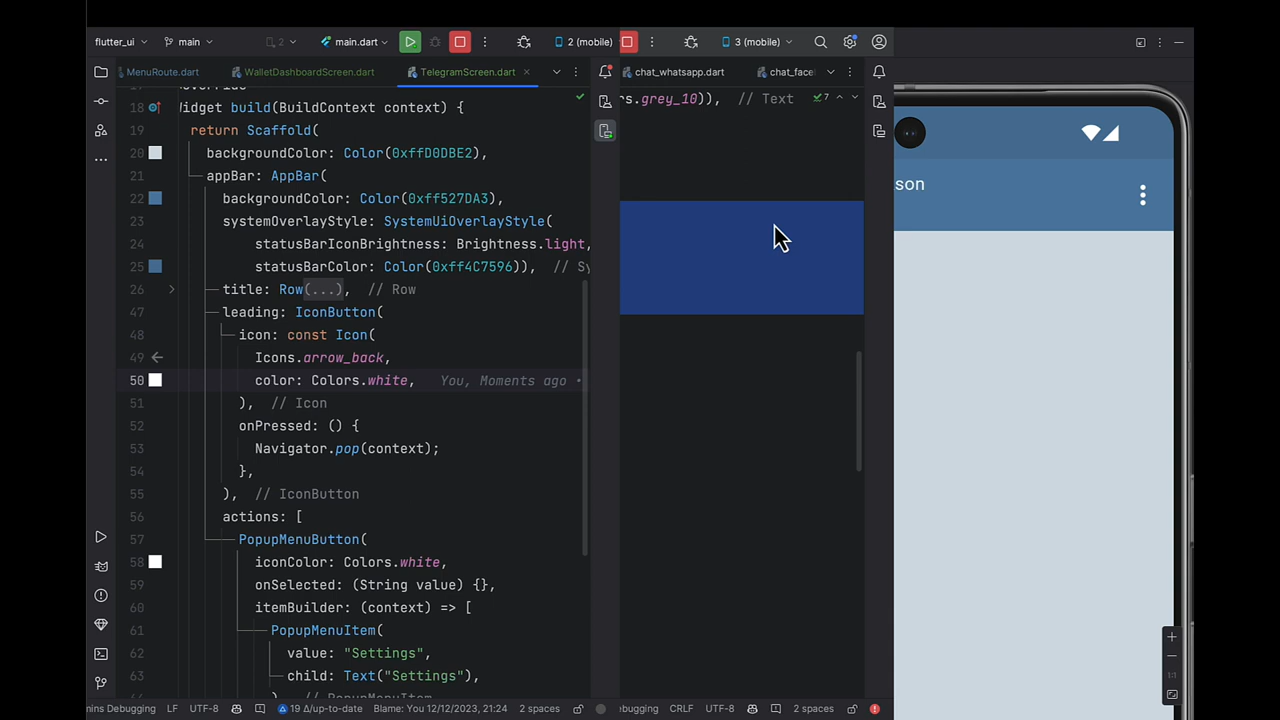 flutter_ui
main
2
main.dart
2 (mobile)
3 (mobile)
MenuRoute.dart
WalletDashboardScreen.dart
TelegramScreen.dart
chat_whatsapp.dart
chat_face
18 Widget build(BuildContext context) {
19 return Scaffold(
20 backgroundColor: Color(0xffD0DBE2),
21 appBar: AppBar(
22 backgroundColor: Color(0xff527DA3),
23 systemOverlayStyle: SystemUiOverlayStyle(
24 statusBarIconBrightness: Brightness.light,
25 statusBarColor: Color(0xff4C7596)), // Sy
26 title: Row(...), // Row
47 leading: IconButton(
48 icon: const Icon(
49 Icons.arrow_back,
50 color: Colors.white, You, Moments ago •
51 ), // Icon
52 onPressed: () {
53 Navigator.pop(context);
54 },
55 ), // IconButton
56 actions: [
57 PopupMenuButton(
58 iconColor: Colors.white,
59 onSelected: (String value) {},
60 itemBuilder: (context) => [
61 PopupMenuItem(
62 value: "Settings",
63 child: Text("Settings"),
), // PopupMenuItem
rs.grey_10)), // Text
7
son
1:1
mins Debugging LF UTF-8 19 Δ/up-to-date Blame: You 12/12/2023, 21:24 2 spaces
ebugging CRLF UTF-8 2 spaces